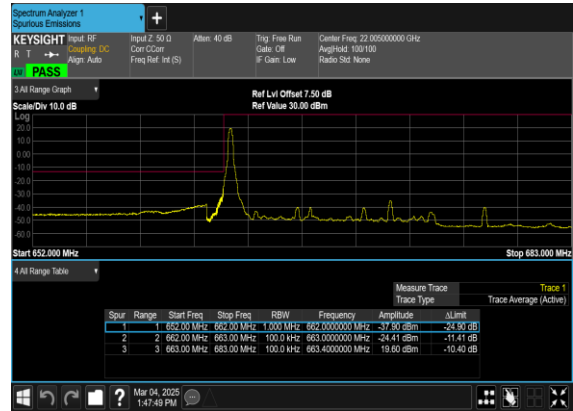 Spectrum Analyzer 1
Spurious Emissions
+
KEYSIGHT Input: RF Input Z: 50 Ω Atten: 40 dB Trig: Free Run Center Freq: 22.005000000 GHz
R T Coupling: DC Corr CCorr Gate: Off Avg|Hold: 100/100
Align: Auto Freq Ref: Int (S) IF Gain: Low Radio Std: None
LW PASS
3 All Range Graph
Ref Lvl Offset 7.50 dB
Scale/Div 10.0 dB Ref Value 30.00 dBm
Log
20.0
10.0
0.00
-10.0
-20.0
-30.0
-40.0
-50.0
-60.0
Start 652.000 MHz Stop 683.000 MHz
4 All Range Table
Measure Trace Trace 1
Trace Type Trace Average (Active)
Spur Range Start Freq Stop Freq RBW Frequency Amplitude ΔLimit
1 1 652.00 MHz 662.00 MHz 1.000 MHz 662.0000000 MHz -37.90 dBm -24.90 dB
2 2 662.00 MHz 663.00 MHz 100.0 kHz 663.0000000 MHz -24.41 dBm -11.41 dB
3 3 663.00 MHz 683.00 MHz 100.0 kHz 663.4000000 MHz 19.60 dBm -10.40 dB
? Mar 04, 2025
1:47:49 PM